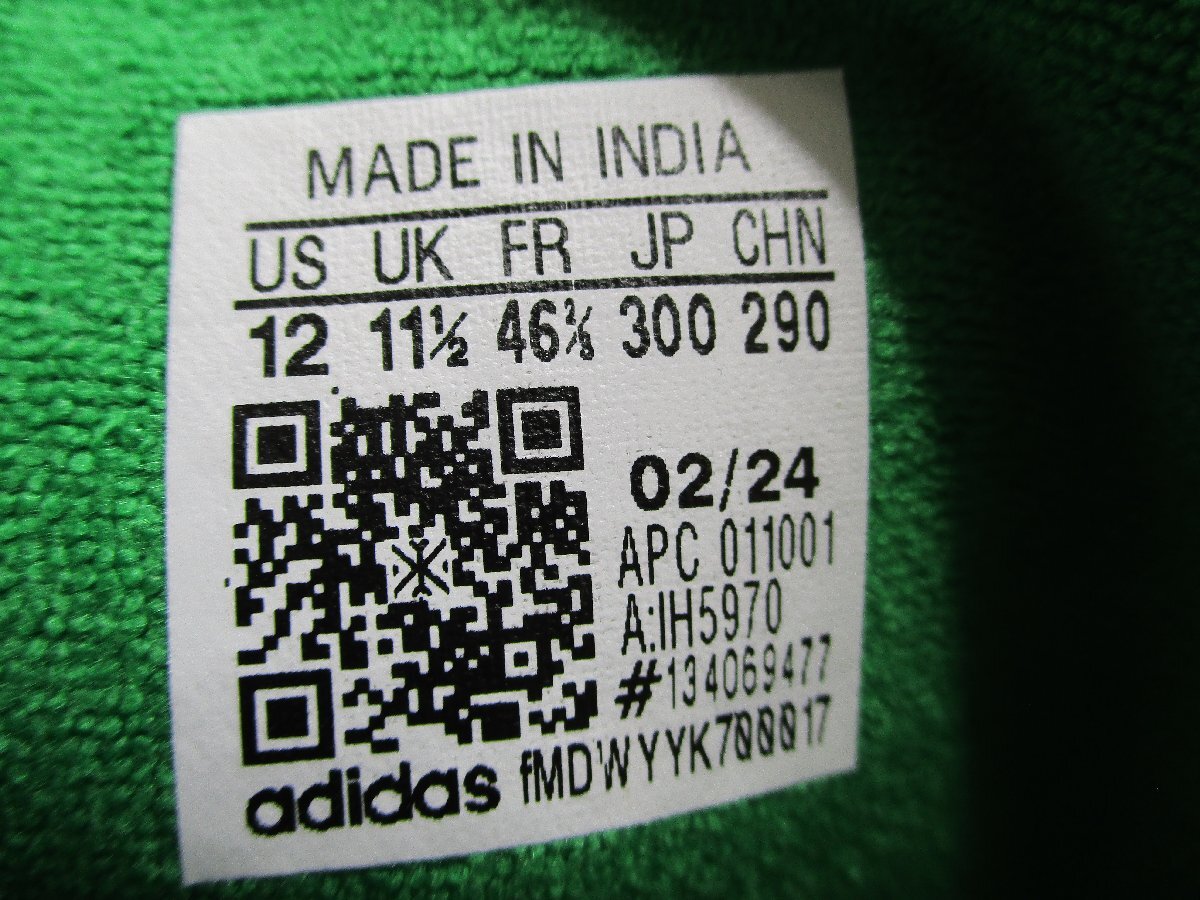 MADE IN INDIA
US UK FR JP CHN
12 11½ 46⅔ 300 290
02/24
APC 011001
A:IH5970
#134069477
adidas fMDWYYK700017